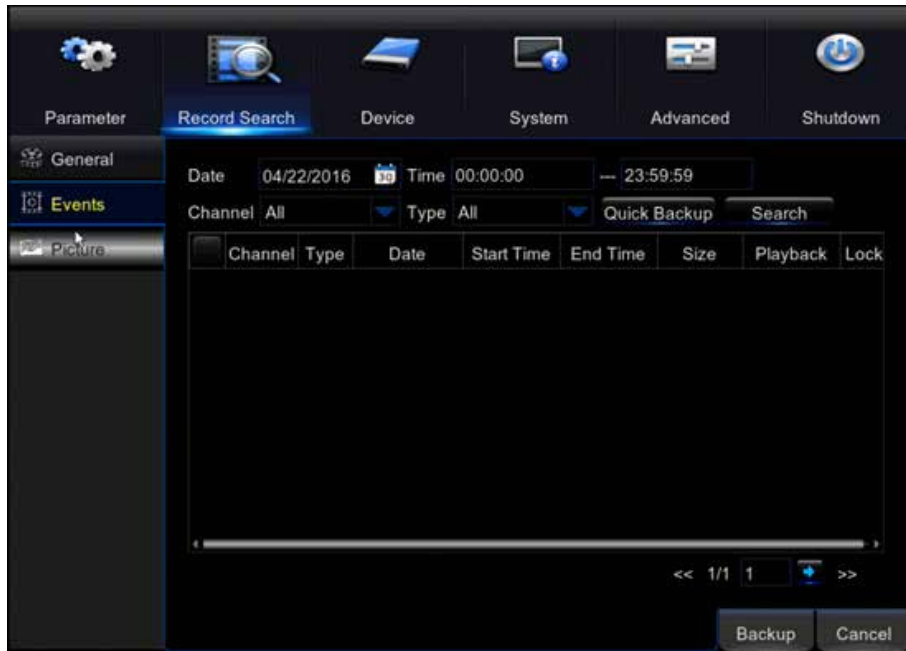 Parameter Record Search Device System Advanced Shutdown
General
Events
Picture
Date 04/22/2016 30 Time 00:00:00 --- 23:59:59
Channel All Type All Quick Backup Search
Channel Type Date Start Time End Time Size Playback Lock
<< 1/1 1 >>
Backup Cancel